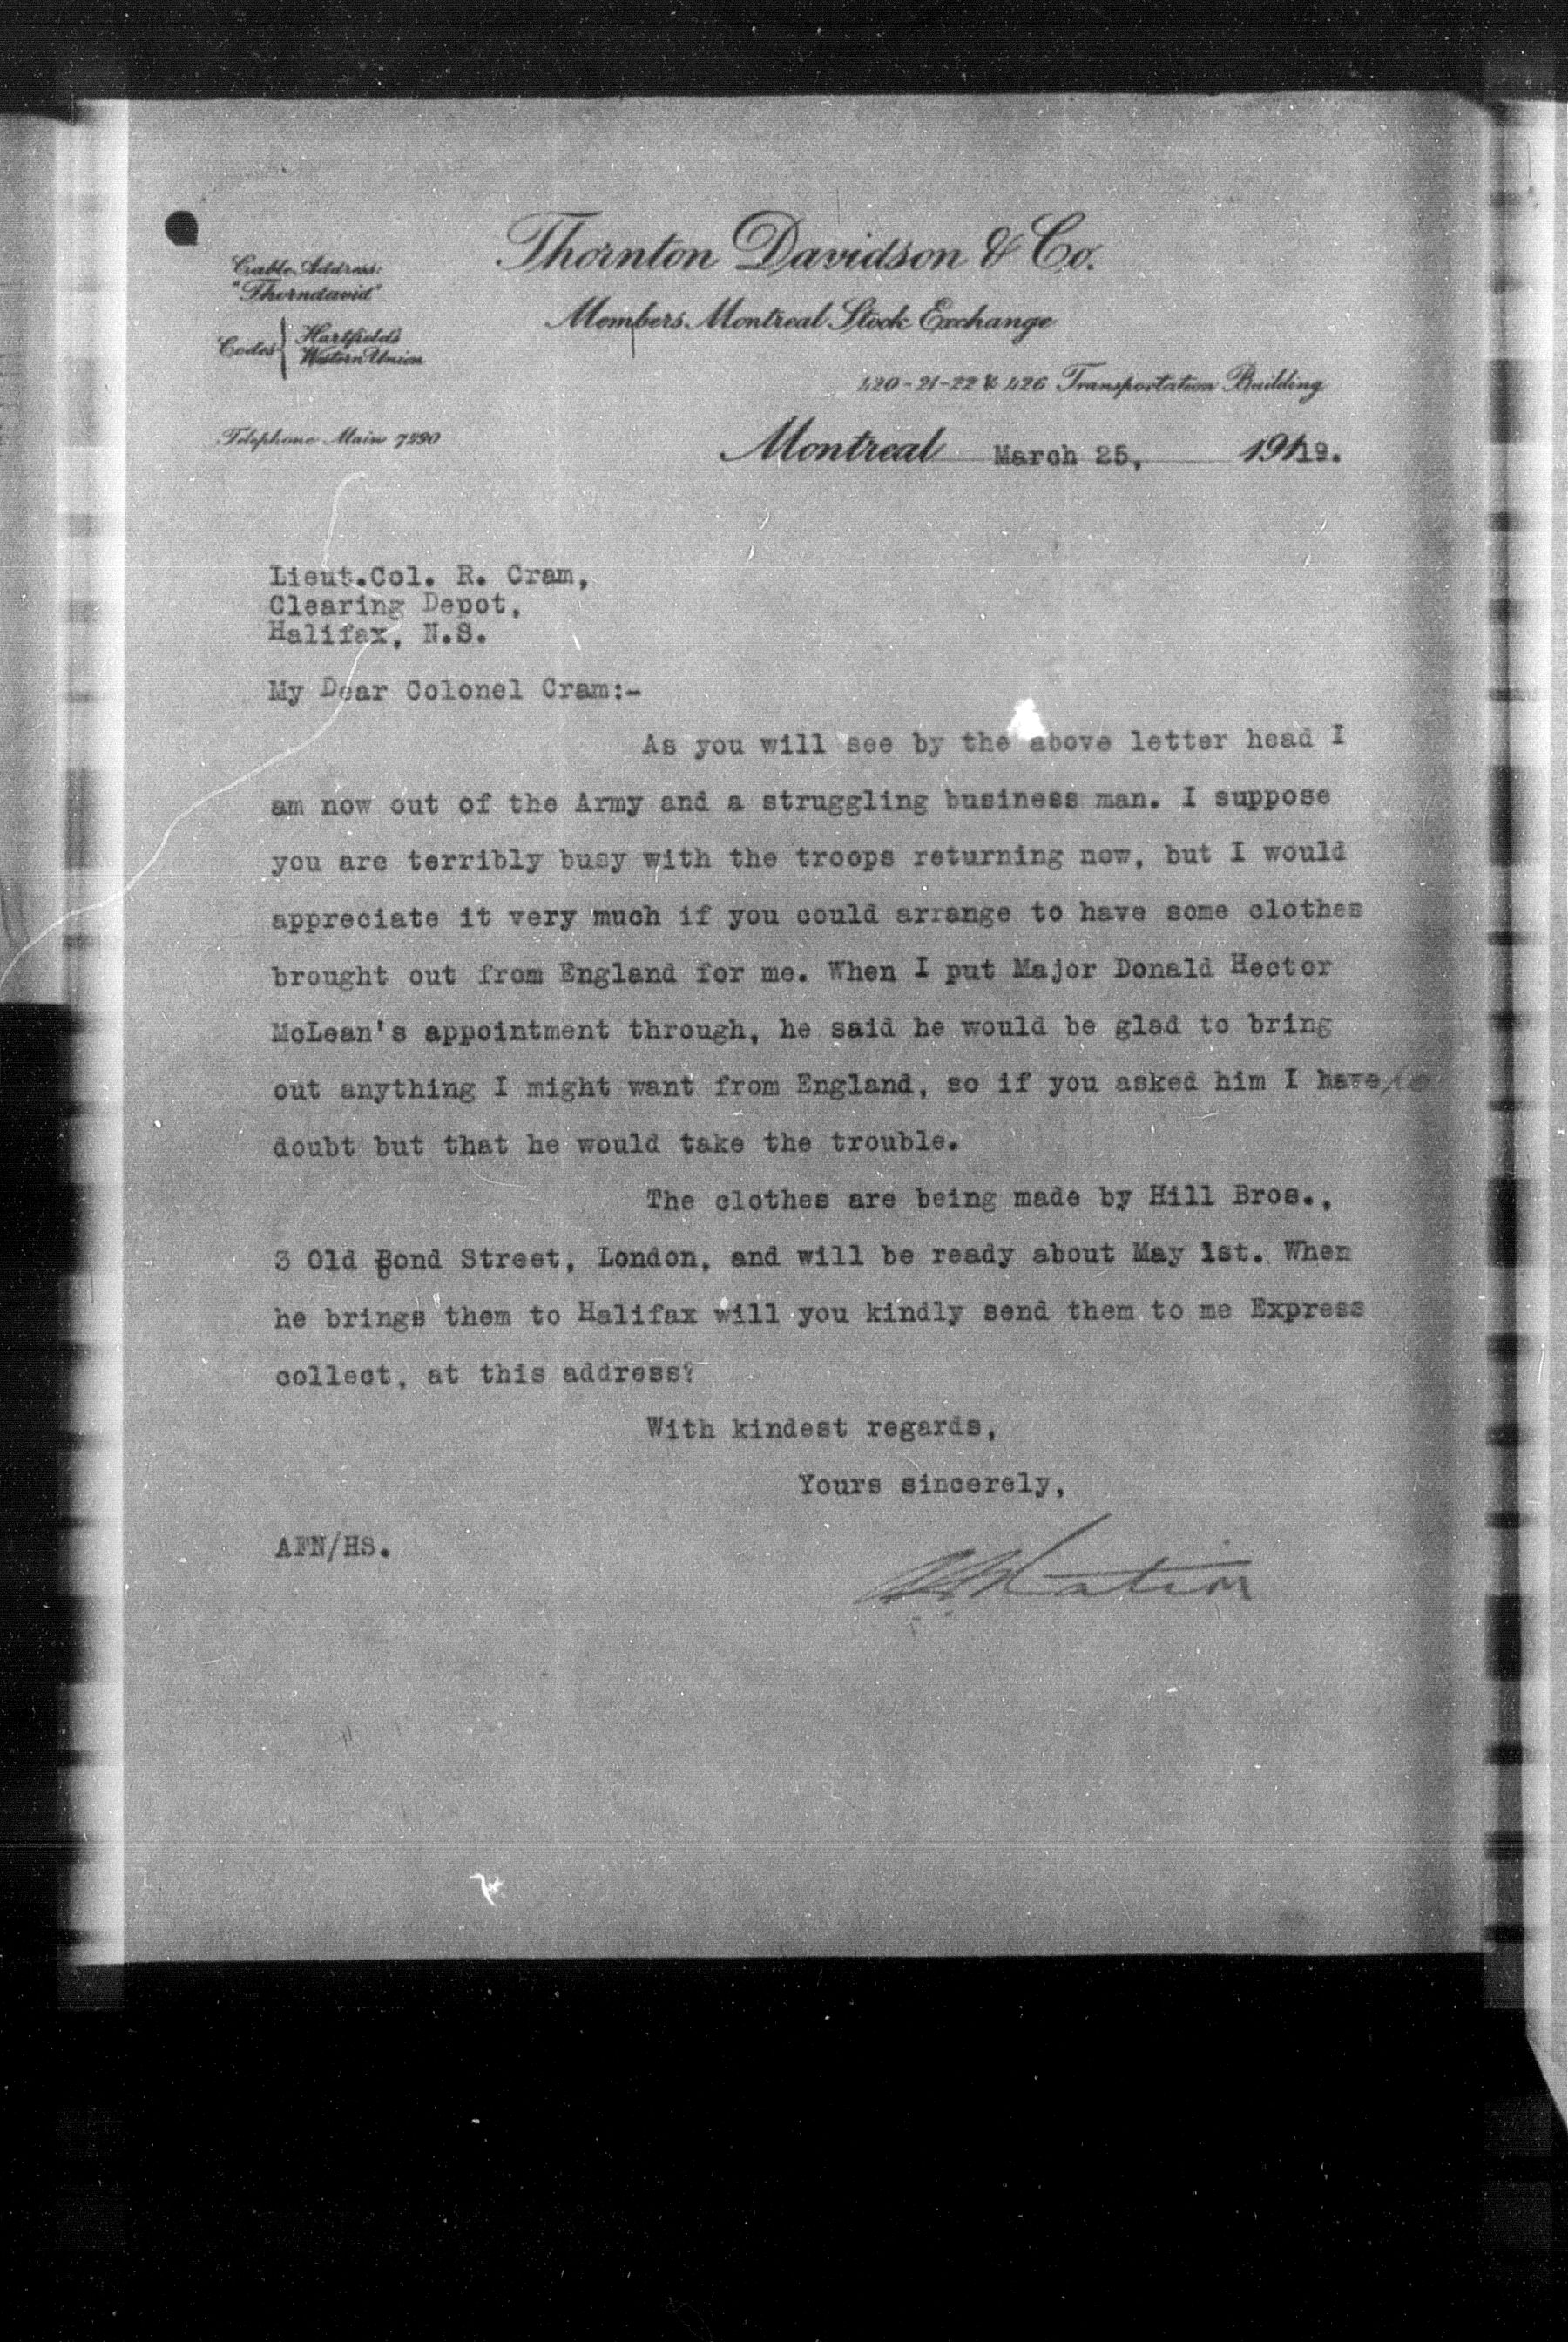 Thornton Davidson & Co.
Members Montreal Stock Exchange
Cable Address:
"Thorndavid"
Codes { Hartfield's
Western Union
420-21-22 & 426 Transportation Building
Telephone Main 7890
Montreal March 25, 19119.
Lieut.Col. R. Cram,
Clearing Depot,
Halifax, N.S.
My Dear Colonel Cram:-
As you will see by the above letter head I
am now out of the Army and a struggling business man. I suppose
you are terribly busy with the troops returning now, but I would
appreciate it very much if you could arrange to have some clothes
brought out from England for me. When I put Major Donald Hector
McLean's appointment through, he said he would be glad to bring
out anything I might want from England, so if you asked him I have no
doubt but that he would take the trouble.
The clothes are being made by Hill Bros.,
3 Old Bond Street, London, and will be ready about May 1st. When
he brings them to Halifax will you kindly send them to me Express
collect, at this address?
With kindest regards,
Yours sincerely,
AFN/HS.